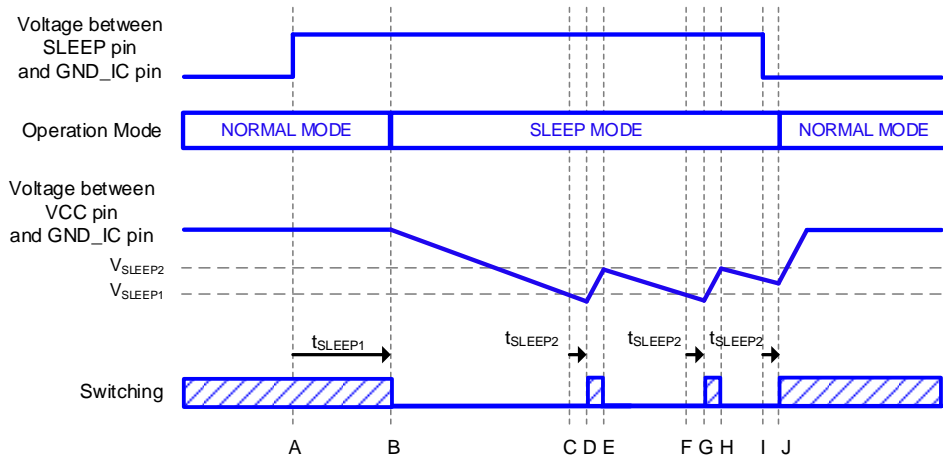 Voltage between
SLEEP pin
and GND_IC pin
Operation Mode
NORMAL MODE
SLEEP MODE
NORMAL MODE
Voltage between
VCC pin
and GND_IC pin
VSLEEP2
VSLEEP1
tSLEEP1
tSLEEP2
tSLEEP2
tSLEEP2
Switching
A B C D E F G H I J